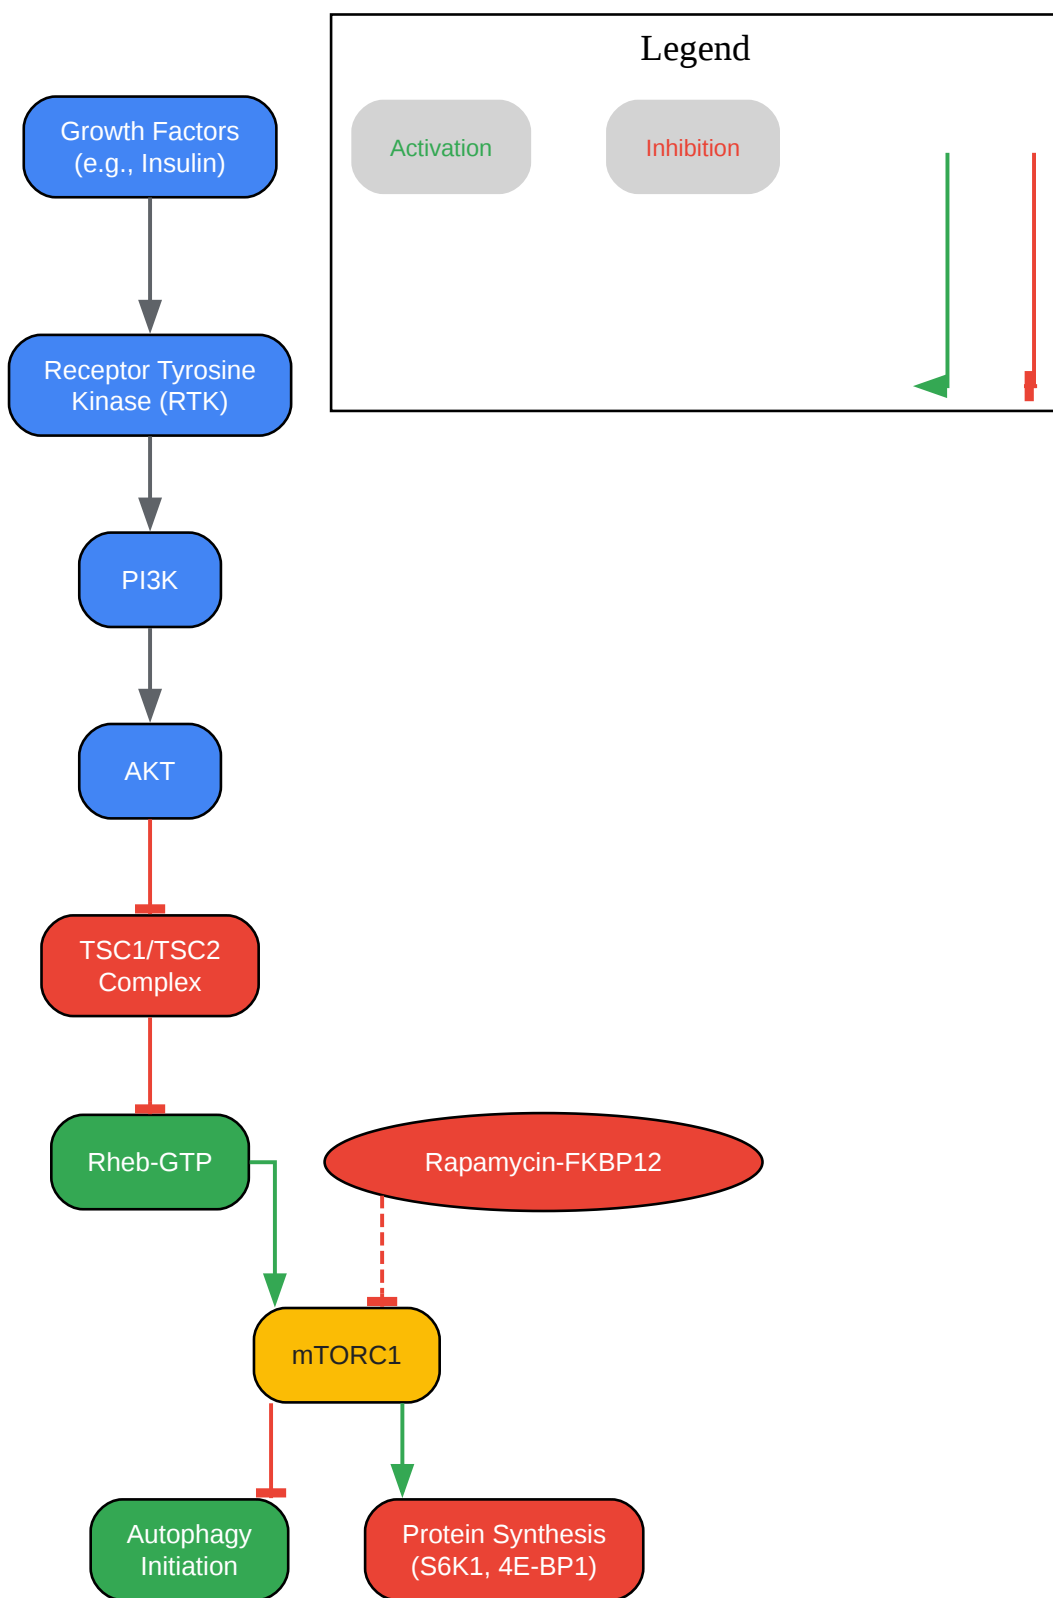 Legend
Activation
Inhibition
Growth Factors
(e.g., Insulin)
Receptor Tyrosine
Kinase (RTK)
PI3K
AKT
TSC1/TSC2
Complex
Rheb-GTP
Rapamycin-FKBP12
mTORC1
Autophagy
Initiation
Protein Synthesis
(S6K1, 4E-BP1)